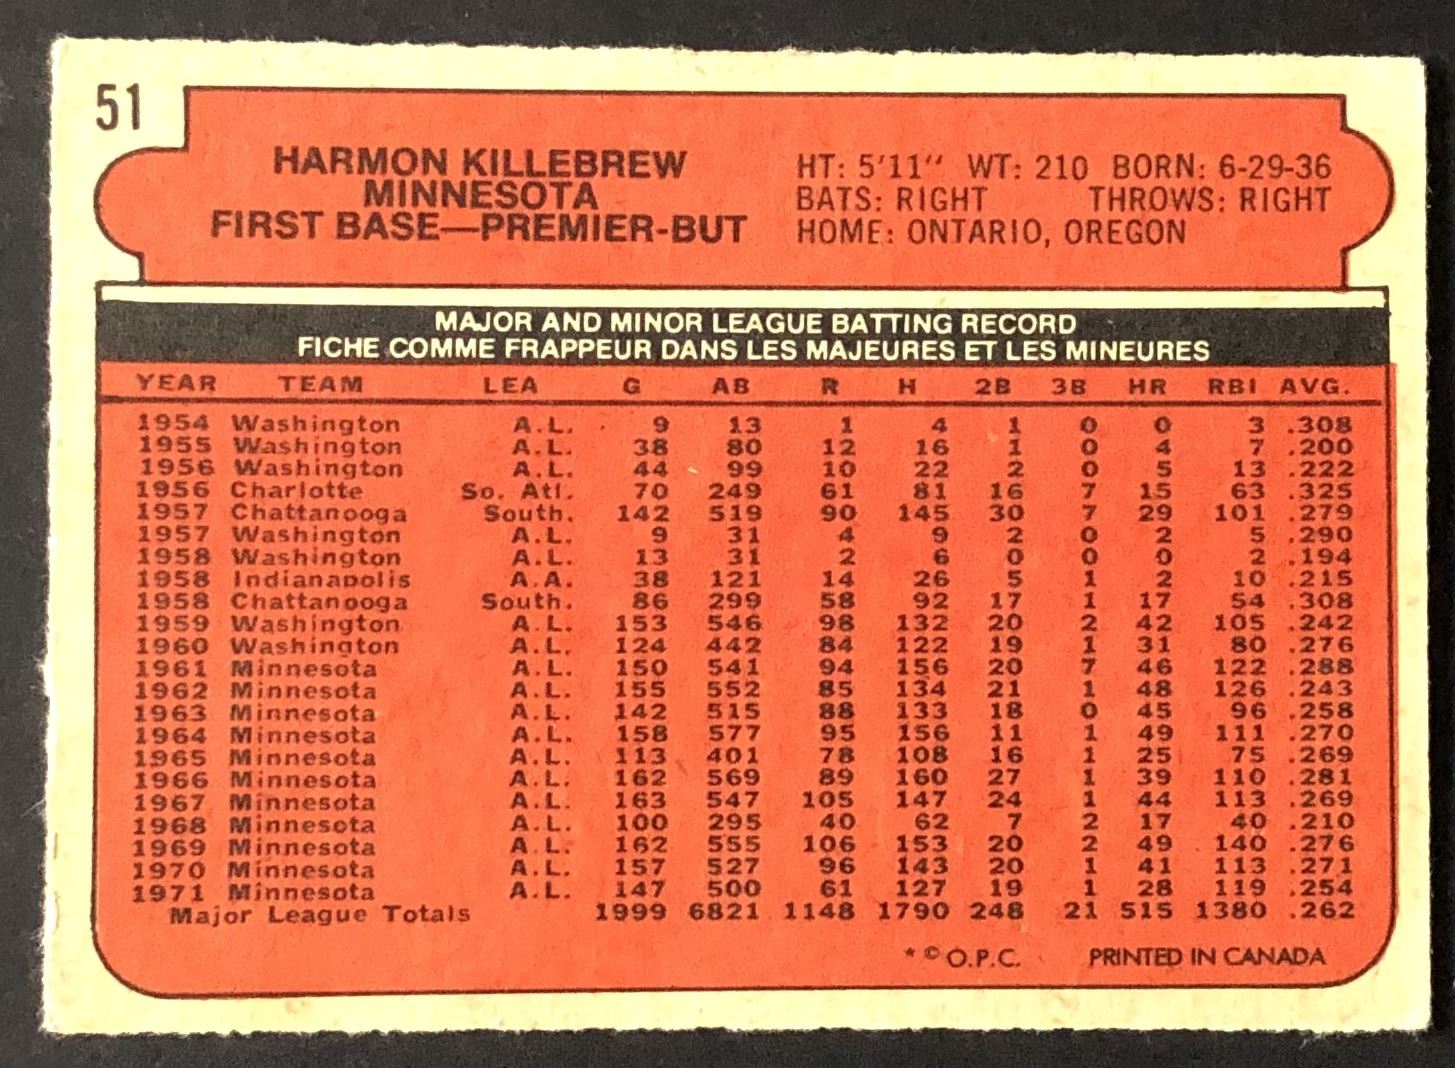 51
HARMON KILLEBREW
MINNESOTA
FIRST BASE—PREMIER-BUT
HT: 5'11" WT: 210 BORN: 6-29-36
BATS: RIGHT THROWS: RIGHT
HOME: ONTARIO, OREGON
MAJOR AND MINOR LEAGUE BATTING RECORD
FICHE COMME FRAPPEUR DANS LES MAJEURES ET LES MINEURES
YEAR TEAM LEA G AB R H 2B 3B HR RBI AVG.
1954 Washington A.L. 9 13 1 4 1 0 0 3 .308
1955 Washington A.L. 38 80 12 16 1 0 4 7 .200
1956 Washington A.L. 44 99 10 22 2 0 5 13 .222
1956 Charlotte So. Atl. 70 249 61 81 16 7 15 63 .325
1957 Chattanooga South. 142 519 90 145 30 7 29 101 .279
1957 Washington A.L. 9 31 4 9 2 0 2 5 .290
1958 Washington A.L. 13 31 2 6 0 0 0 2 .194
1958 Indianapolis A.A. 38 121 14 26 5 1 2 10 .215
1958 Chattanooga South. 86 299 58 92 17 1 17 54 .308
1959 Washington A.L. 153 546 98 132 20 2 42 105 .242
1960 Washington A.L. 124 442 84 122 19 1 31 80 .276
1961 Minnesota A.L. 150 541 94 156 20 7 46 122 .288
1962 Minnesota A.L. 155 552 85 134 21 1 48 126 .243
1963 Minnesota A.L. 142 515 88 133 18 0 45 96 .258
1964 Minnesota A.L. 158 577 95 156 11 1 49 111 .270
1965 Minnesota A.L. 113 401 78 108 16 1 25 75 .269
1966 Minnesota A.L. 162 569 89 160 27 1 39 110 .281
1967 Minnesota A.L. 163 547 105 147 24 1 44 113 .269
1968 Minnesota A.L. 100 295 40 62 7 2 17 40 .210
1969 Minnesota A.L. 162 555 106 153 20 2 49 140 .276
1970 Minnesota A.L. 157 527 96 143 20 1 41 113 .271
1971 Minnesota A.L. 147 500 61 127 19 1 28 119 .254
Major League Totals 1999 6821 1148 1790 248 21 515 1380 .262
* © O.P.C. PRINTED IN CANADA